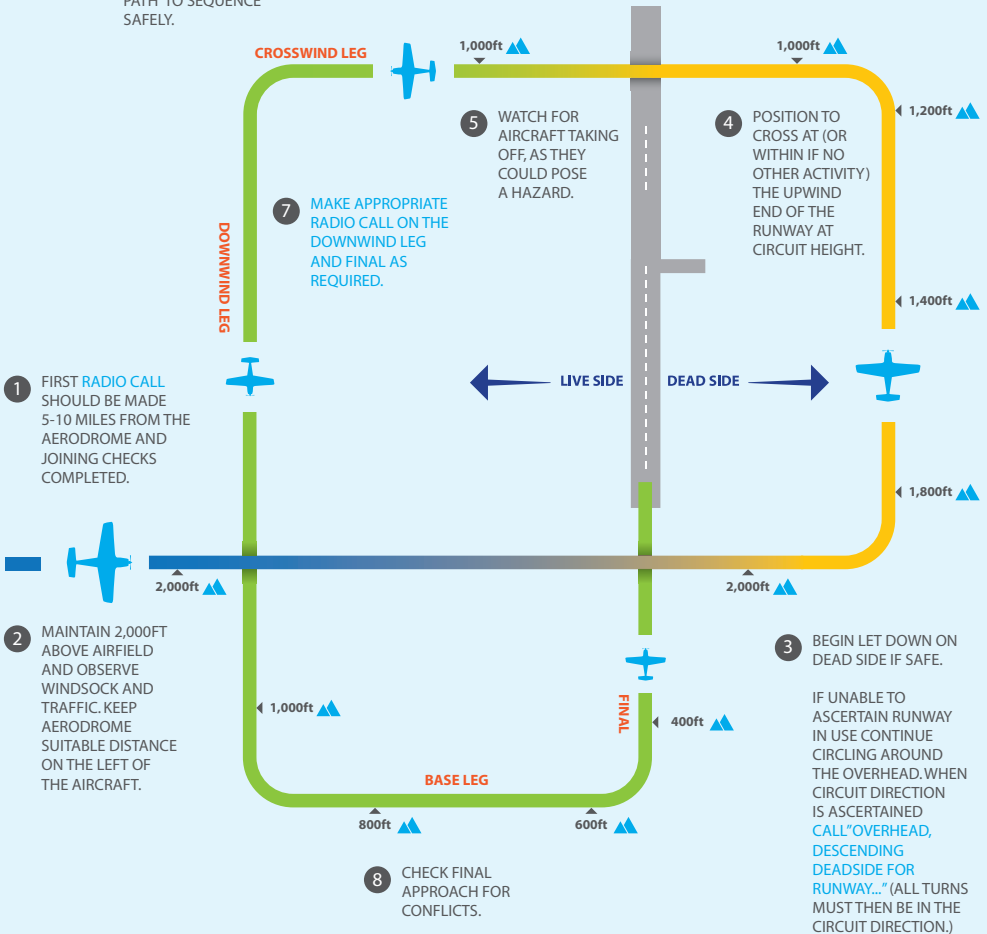 PATH TO SEQUENCE
SAFELY.
CROSSWIND LEG
1,000ft
1,000ft
1,200ft
5
WATCH FOR
AIRCRAFT TAKING
OFF, AS THEY
COULD POSE
A HAZARD.
4
POSITION TO
CROSS AT (OR
WITHIN IF NO
OTHER ACTIVITY)
THE UPWIND
END OF THE
RUNWAY AT
CIRCUIT HEIGHT.
7
MAKE APPROPRIATE
RADIO CALL ON THE
DOWNWIND LEG
AND FINAL AS
REQUIRED.
DOWNWIND LEG
1,400ft
1
FIRST RADIO CALL
SHOULD BE MADE
5-10 MILES FROM THE
AERODROME AND
JOINING CHECKS
COMPLETED.
LIVE SIDE
DEAD SIDE
1,800ft
2,000ft
2,000ft
2
MAINTAIN 2,000FT
ABOVE AIRFIELD
AND OBSERVE
WINDSOCK AND
TRAFFIC. KEEP
AERODROME
SUITABLE DISTANCE
ON THE LEFT OF
THE AIRCRAFT.
1,000ft
FINAL
400ft
BASE LEG
800ft
600ft
3
BEGIN LET DOWN ON
DEAD SIDE IF SAFE.
IF UNABLE TO
ASCERTAIN RUNWAY
IN USE CONTINUE
CIRCLING AROUND
THE OVERHEAD. WHEN
CIRCUIT DIRECTION
IS ASCERTAINED
CALL"OVERHEAD,
DESCENDING
DEADSIDE FOR
RUNWAY..." (ALL TURNS
MUST THEN BE IN THE
CIRCUIT DIRECTION.)
8
CHECK FINAL
APPROACH FOR
CONFLICTS.